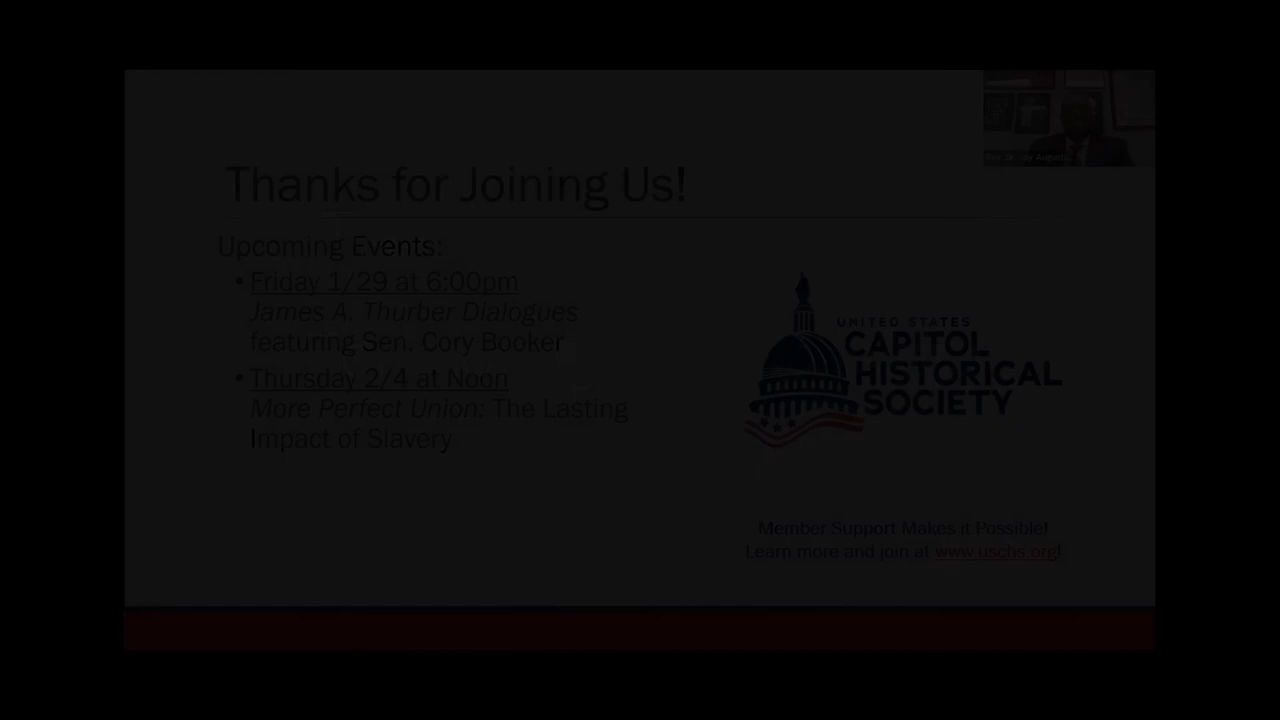 Thanks for Joining Us!
Upcoming Events:
• Friday 1/29 at 6:00pm
James A. Thurber Dialogues
featuring Sen. Cory Booker
• Thursday 2/4 at Noon
More Perfect Union: The Lasting
Impact of Slavery
UNITED STATES
CAPITOL
HISTORICAL
SOCIETY
Member Support Makes it Possible!
Learn more and join at www.uschs.org!